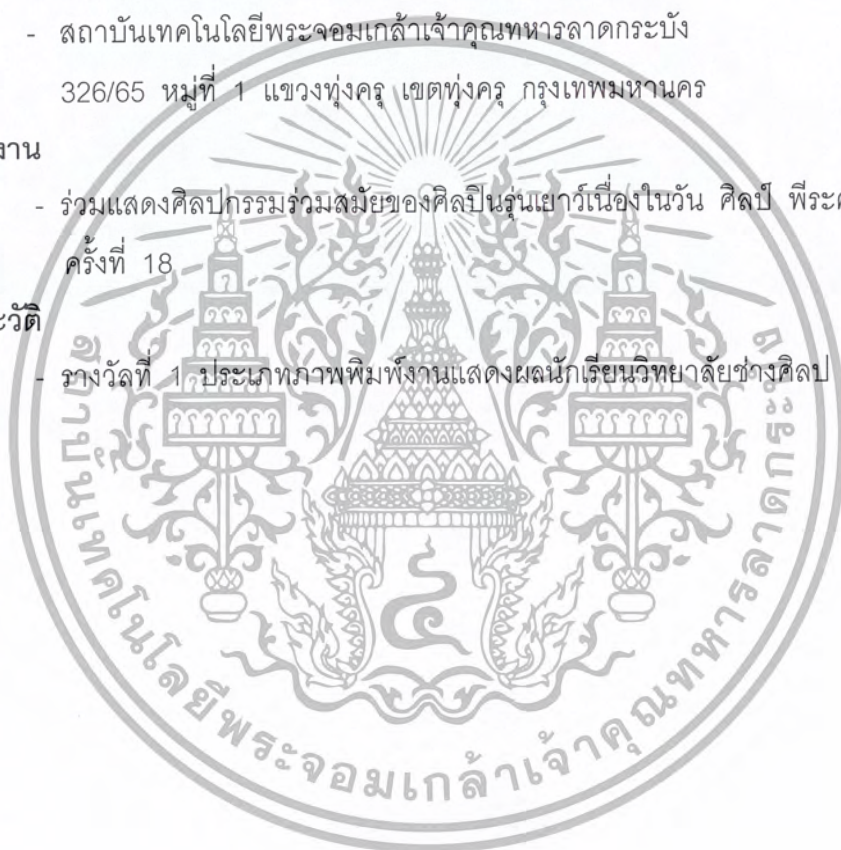 - สถาบันเทคโนโลยีพระจอมเกล้าเจ้าคุณทหารลาดกระบัง
326/65 หมู่ที่ 1 แขวงทุ่งครุ เขตทุ่งครุ กรุงเทพมหานคร
งาน
- ร่วมแสดงศิลปกรรมร่วมสมัยของศิลปินรุ่นเยาว์เนื่องในวัน ศิลป์
ครั้งที่ 18
- รางวัลที่ 1 ประเภทภาพพิมพ์งานแสดงผลนักเรียนวิทยาลัยช่างศิลป
สถาบันเทคโนโลยีพระจอมเกล้าเจ้าคุณทหารลาดกระบัง